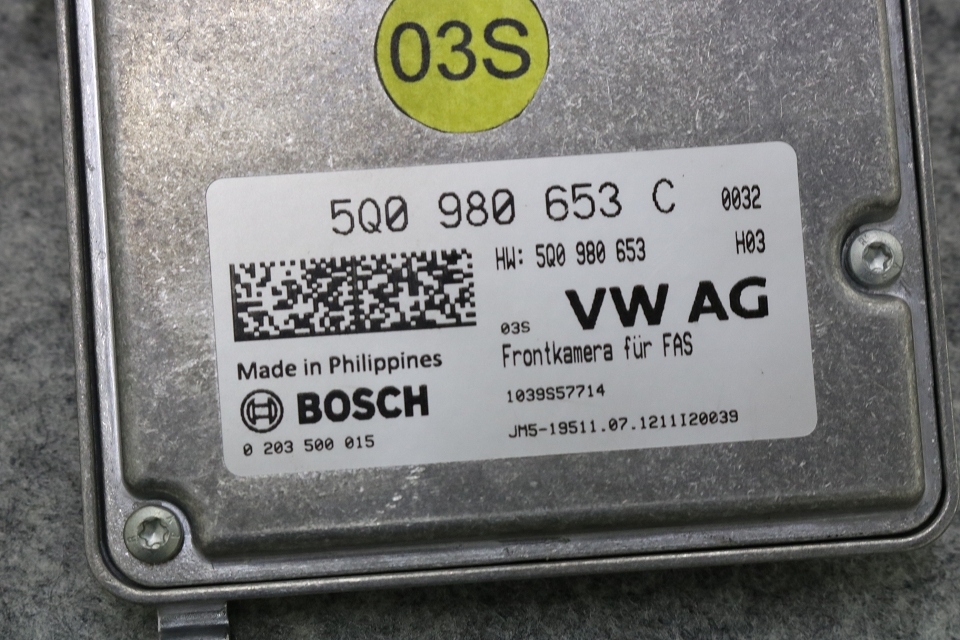 03S
5Q0 980 653 C 0032
HW: 5Q0 980 653 H03
03S VW AG
Frontkamera für FAS
1039S57714
JM5-19511.07.1211I20039
Made in Philippines
BOSCH
0 203 500 015